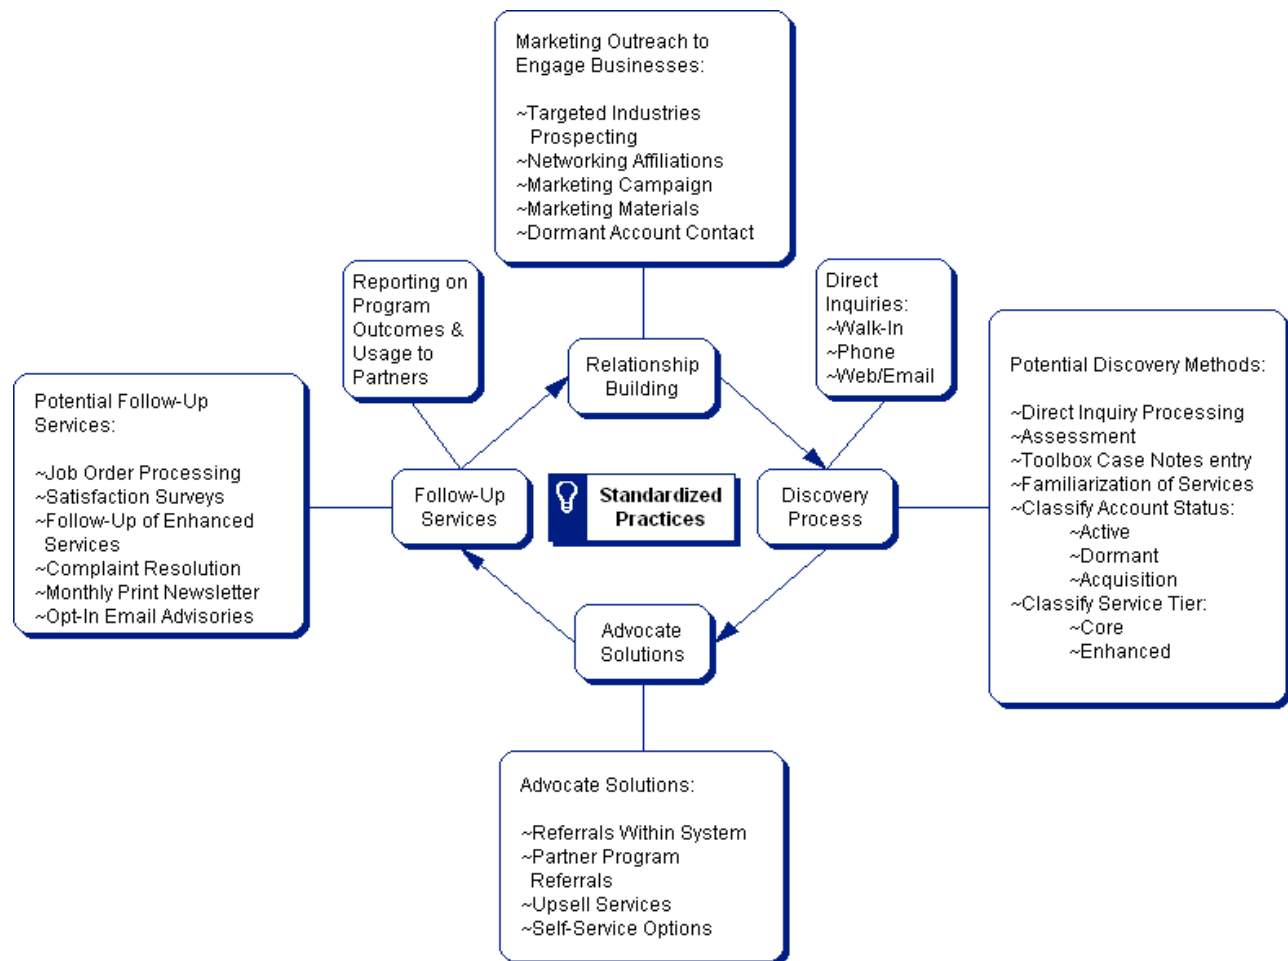 Marketing Outreach to
Engage Businesses:
~Targeted Industries
Prospecting
~Networking Affiliations
~Marketing Campaign
~Marketing Materials
~Dormant Account Contact
Reporting on
Program
Outcomes &
Usage to
Partners
Direct
Inquiries:
~Walk-In
~Phone
~Web/Email
Relationship
Building
Potential Follow-Up
Services:
~Job Order Processing
~Satisfaction Surveys
~Follow-Up of Enhanced
Services
~Complaint Resolution
~Monthly Print Newsletter
~Opt-In Email Advisories
Follow-Up
Services
Standardized
Practices
Discovery
Process
Potential Discovery Methods:
~Direct Inquiry Processing
~Assessment
~Toolbox Case Notes entry
~Familiarization of Services
~Classify Account Status:
~Active
~Dormant
~Acquisition
~Classify Service Tier:
~Core
~Enhanced
Advocate
Solutions
Advocate Solutions:
~Referrals Within System
~Partner Program
Referrals
~Upsell Services
~Self-Service Options